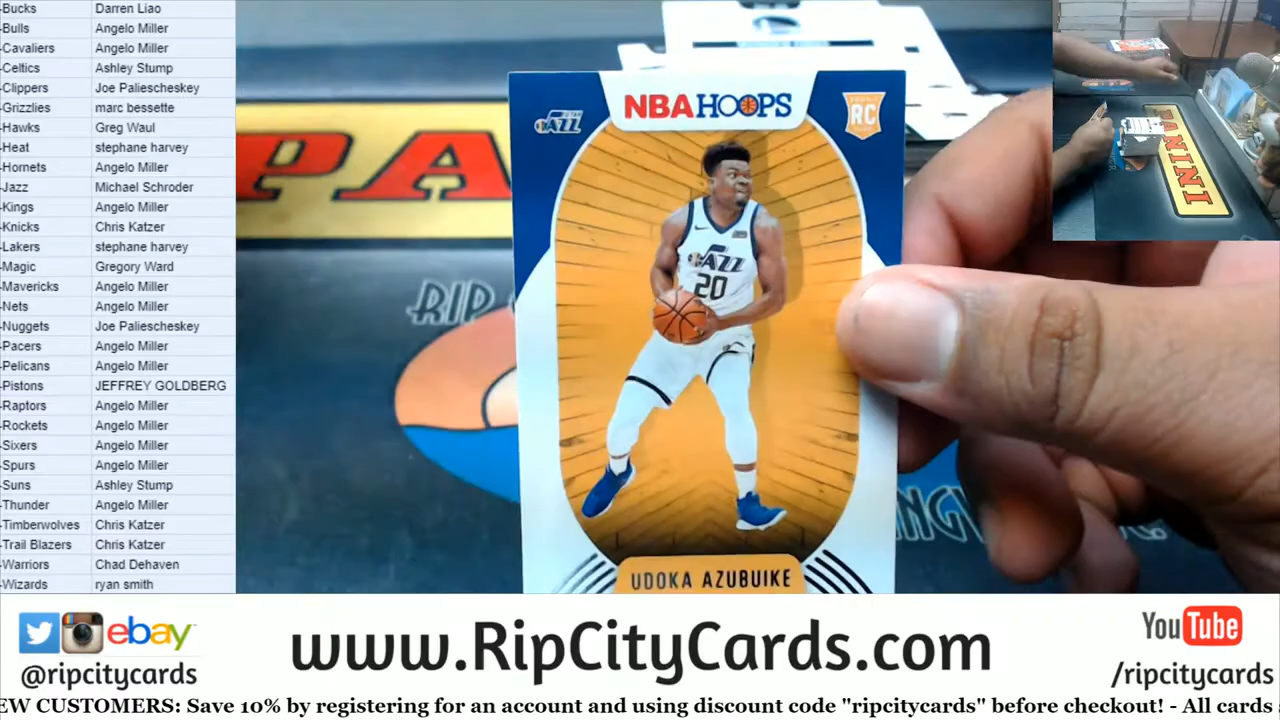 -Bucks Darren Liao
-Bulls Angelo Miller
-Cavaliers Angelo Miller
-Celtics Ashley Stump
-Clippers Joe Paliescheskey
-Grizzlies marc bessette
-Hawks Greg Waul
-Heat stephane harvey
-Hornets Angelo Miller
-Jazz Michael Schroder
-Kings Angelo Miller
-Knicks Chris Katzer
-Lakers stephane harvey
-Magic Gregory Ward
-Mavericks Angelo Miller
-Nets Angelo Miller
-Nuggets Joe Paliescheskey
-Pacers Angelo Miller
-Pelicans Angelo Miller
-Pistons JEFFREY GOLDBERG
-Raptors Angelo Miller
-Rockets Angelo Miller
-Sixers Angelo Miller
-Spurs Angelo Miller
-Suns Ashley Stump
-Thunder Angelo Miller
-Timberwolves Chris Katzer
-Trail Blazers Chris Katzer
-Warriors Chad Dehaven
-Wizards ryan smith
PA
RIP
NBA HOOPS
JAZZ
RC
JAZZ
20
UDOKA AZUBUIKE
PANINI
ebay
@ripcitycards
www.RipCityCards.com
YouTube
/ripcitycards
EW CUSTOMERS: Save 10% by registering for an account and using discount code "ripcitycards" before checkout! - All cards